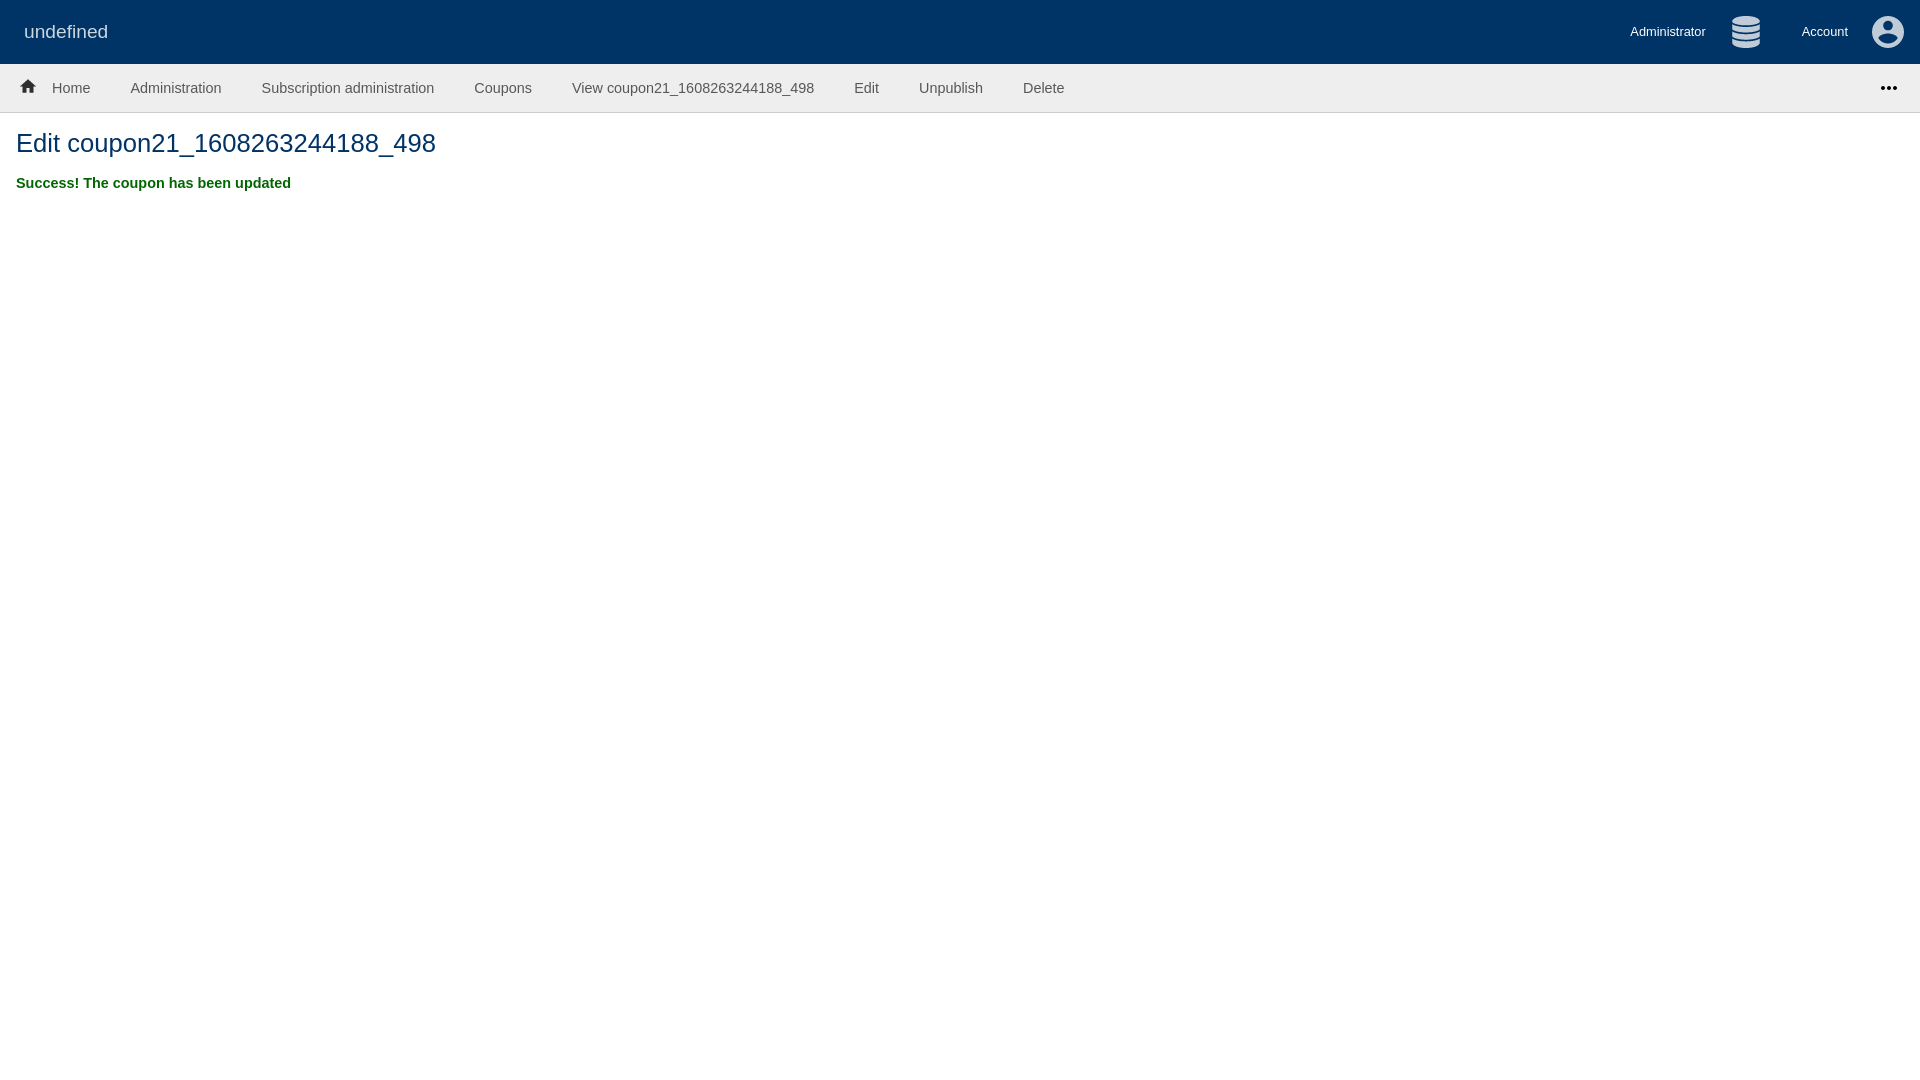 undefined
Administrator
Account
Home
Administration
Subscription administration
Coupons
View coupon21_1608263244188_498
Edit
Unpublish
Delete
Edit coupon21_1608263244188_498
Success! The coupon has been updated